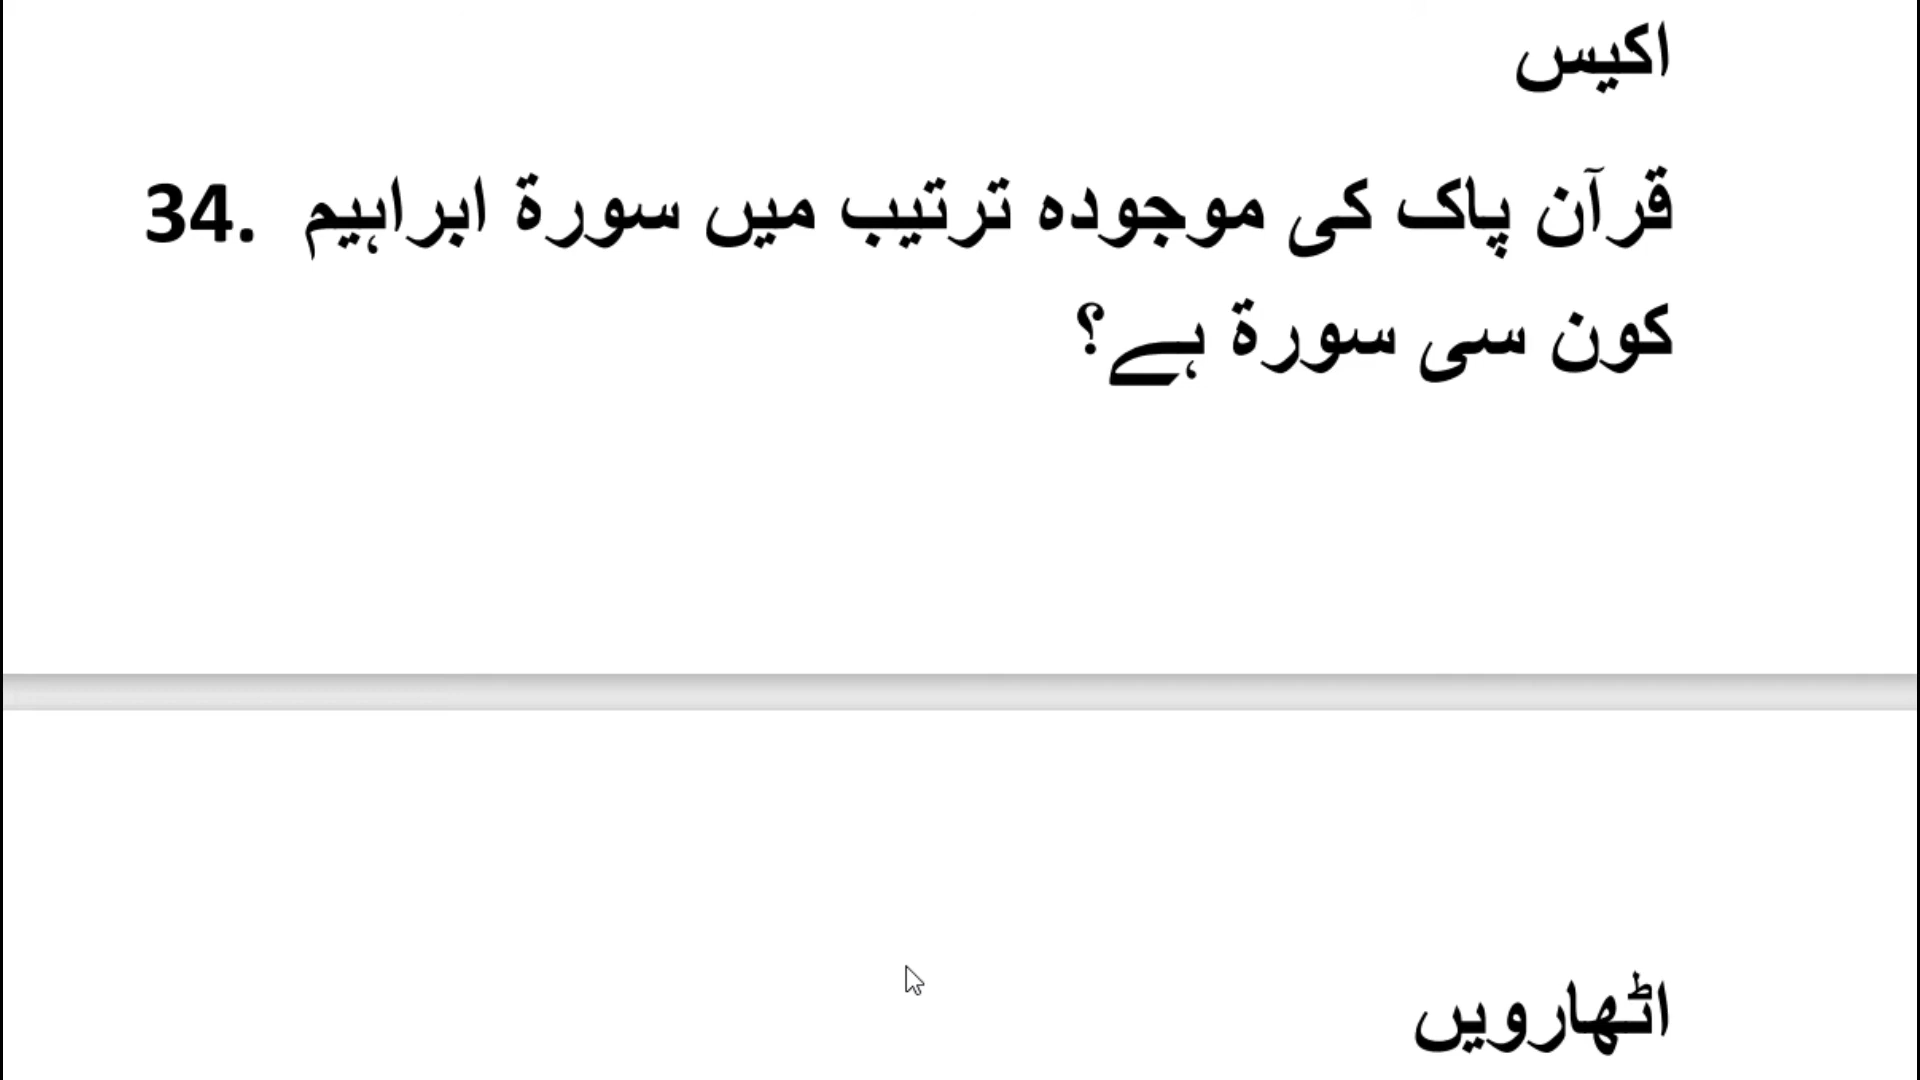 اکیس
34. قرآن پاک کی موجودہ ترتیب میں سورۃ ابراہیم
کون سی سورۃ ہے؟
اٹھارویں